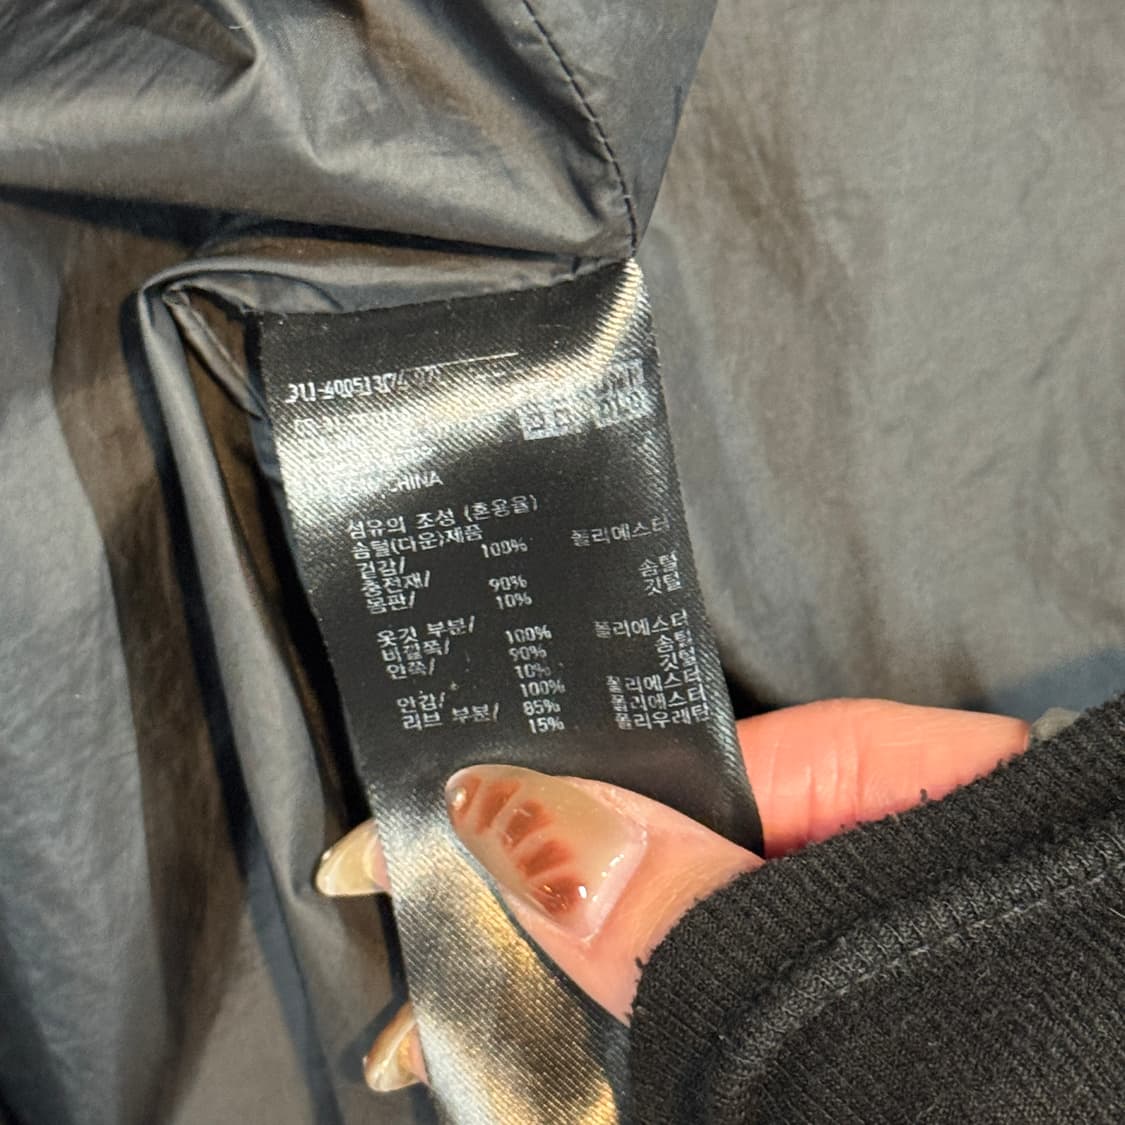 CHINA
섬유의 조성 (혼용율)
솜털(다운)제품
겉감/ 100% 폴리에스터
충전재/ 90% 솜털
몸판/ 10% 깃털
옷깃 부분/ 100% 폴리에스터
바깥쪽/ 90% 솜털
안쪽/ 10% 깃털
안감/ 100% 폴리에스터
리브 부분/ 85% 폴리에스터
15% 폴리우레탄